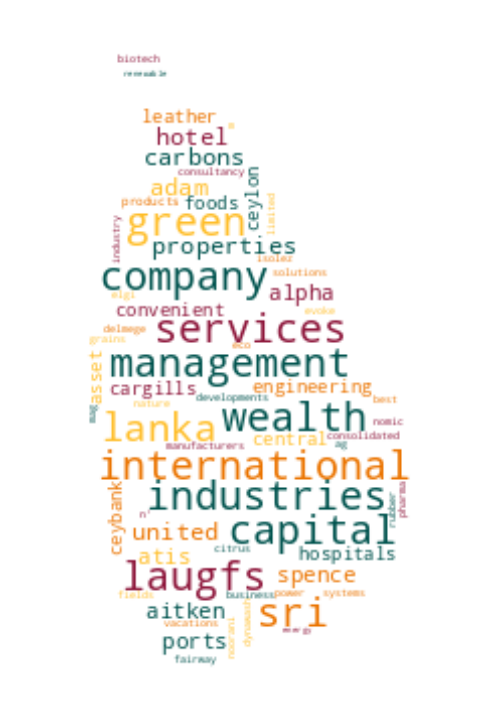 biotech
renewable
leather
hotel
carbons
consultancy
adam
ceylon
products foods
limited
green
industry
properties
isolez
company solutions
alpha
elgi
convenient evoke
services
delmege
grains eco
management
asset
cargills engineering
developments best
nature
wealth
lanka nomic
central consolidated
manufacturers ag
international
industries
rubber
pharma
ceybank
n'
united capital
citrus
atis hospitals
laugfs spence
fields business power systems
aitken sri
vacations
dynawash
noorani
ports
fairway